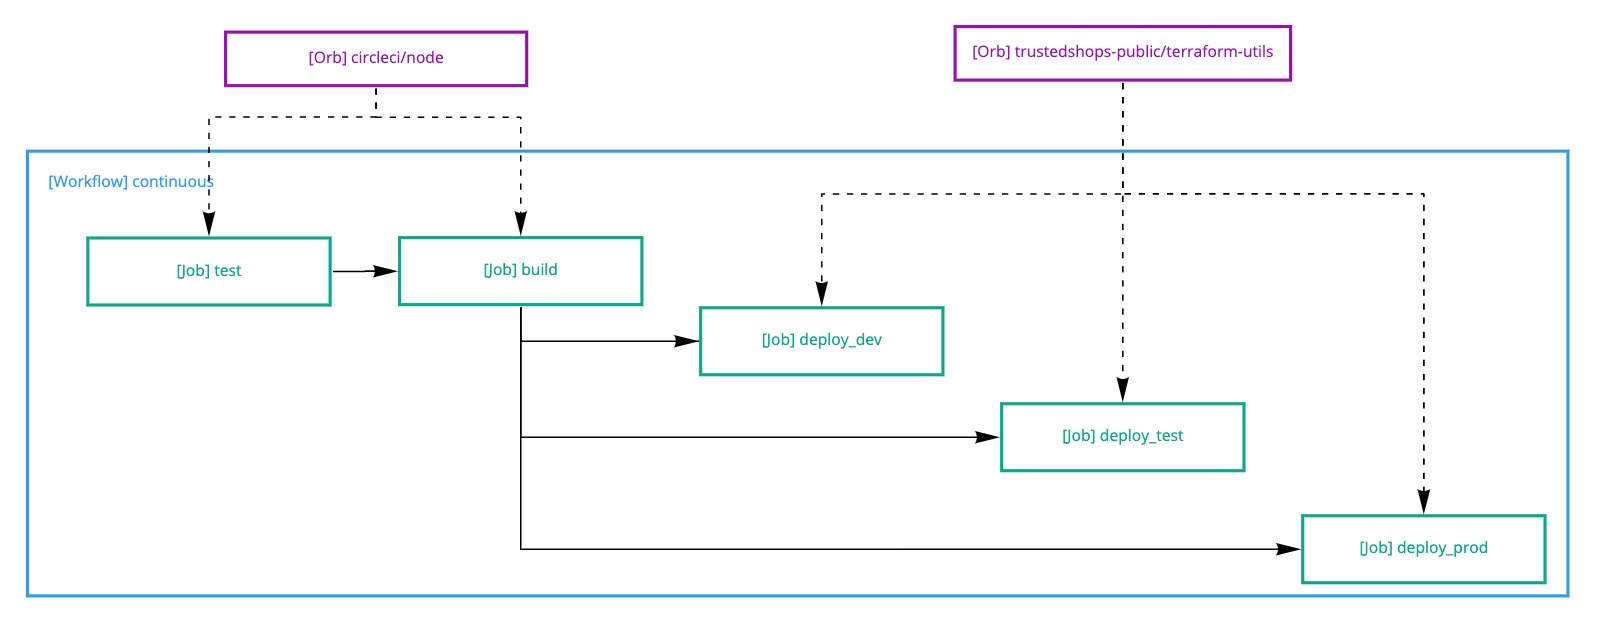 [Orb] circleci/node
[Orb] trustedshops-public/terraform-utils
[Workflow] continuous
[Job] test
[Job] build
[Job] deploy_dev
[Job] deploy_test
[Job] deploy_prod